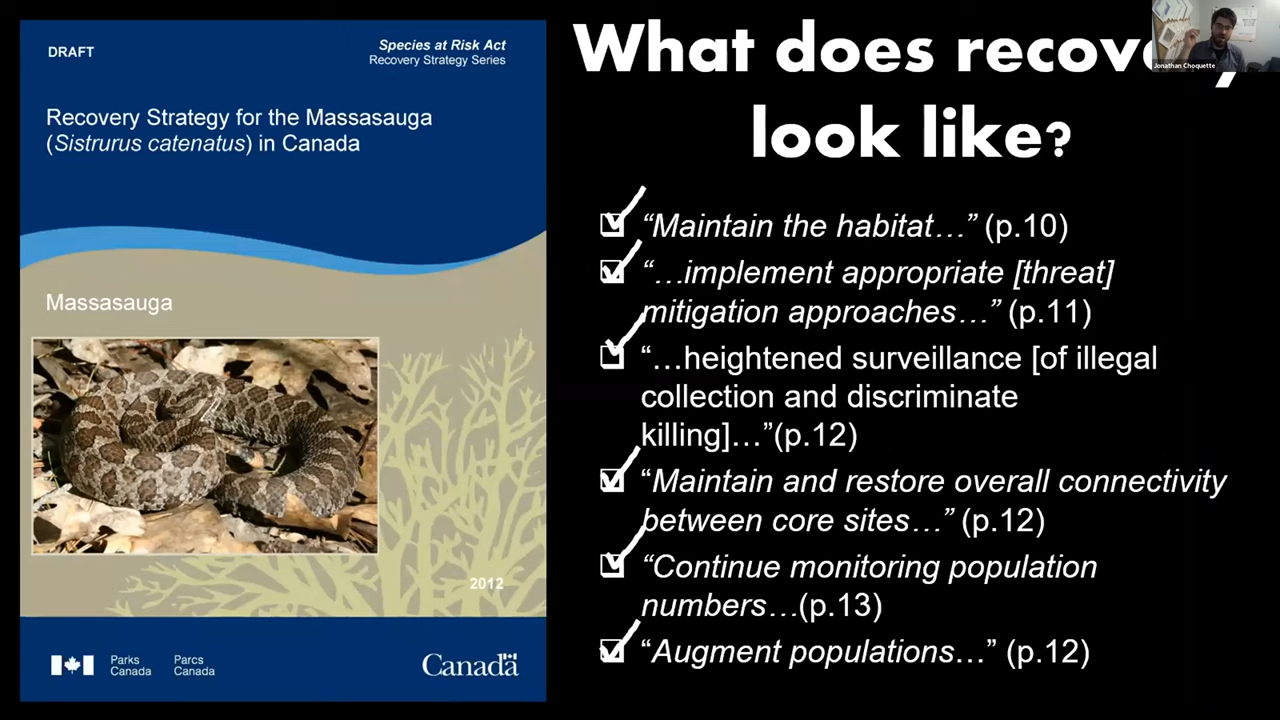 DRAFT
Species at Risk Act
Recovery Strategy Series
Recovery Strategy for the Massasauga
(Sistrurus catenatus) in Canada
Massasauga
2012
Parks
Canada
Parcs
Canada
Canada
What does
look like?
“Maintain the habitat…” (p.10)
“…implement appropriate [threat]
mitigation approaches…” (p.11)
“…heightened surveillance [of illegal
collection and discriminate
killing]…”(p.12)
“Maintain and restore overall connectivity
between core sites…” (p.12)
“Continue monitoring population
numbers…(p.13)
“Augment populations…” (p.12)
Jonathan Choquette